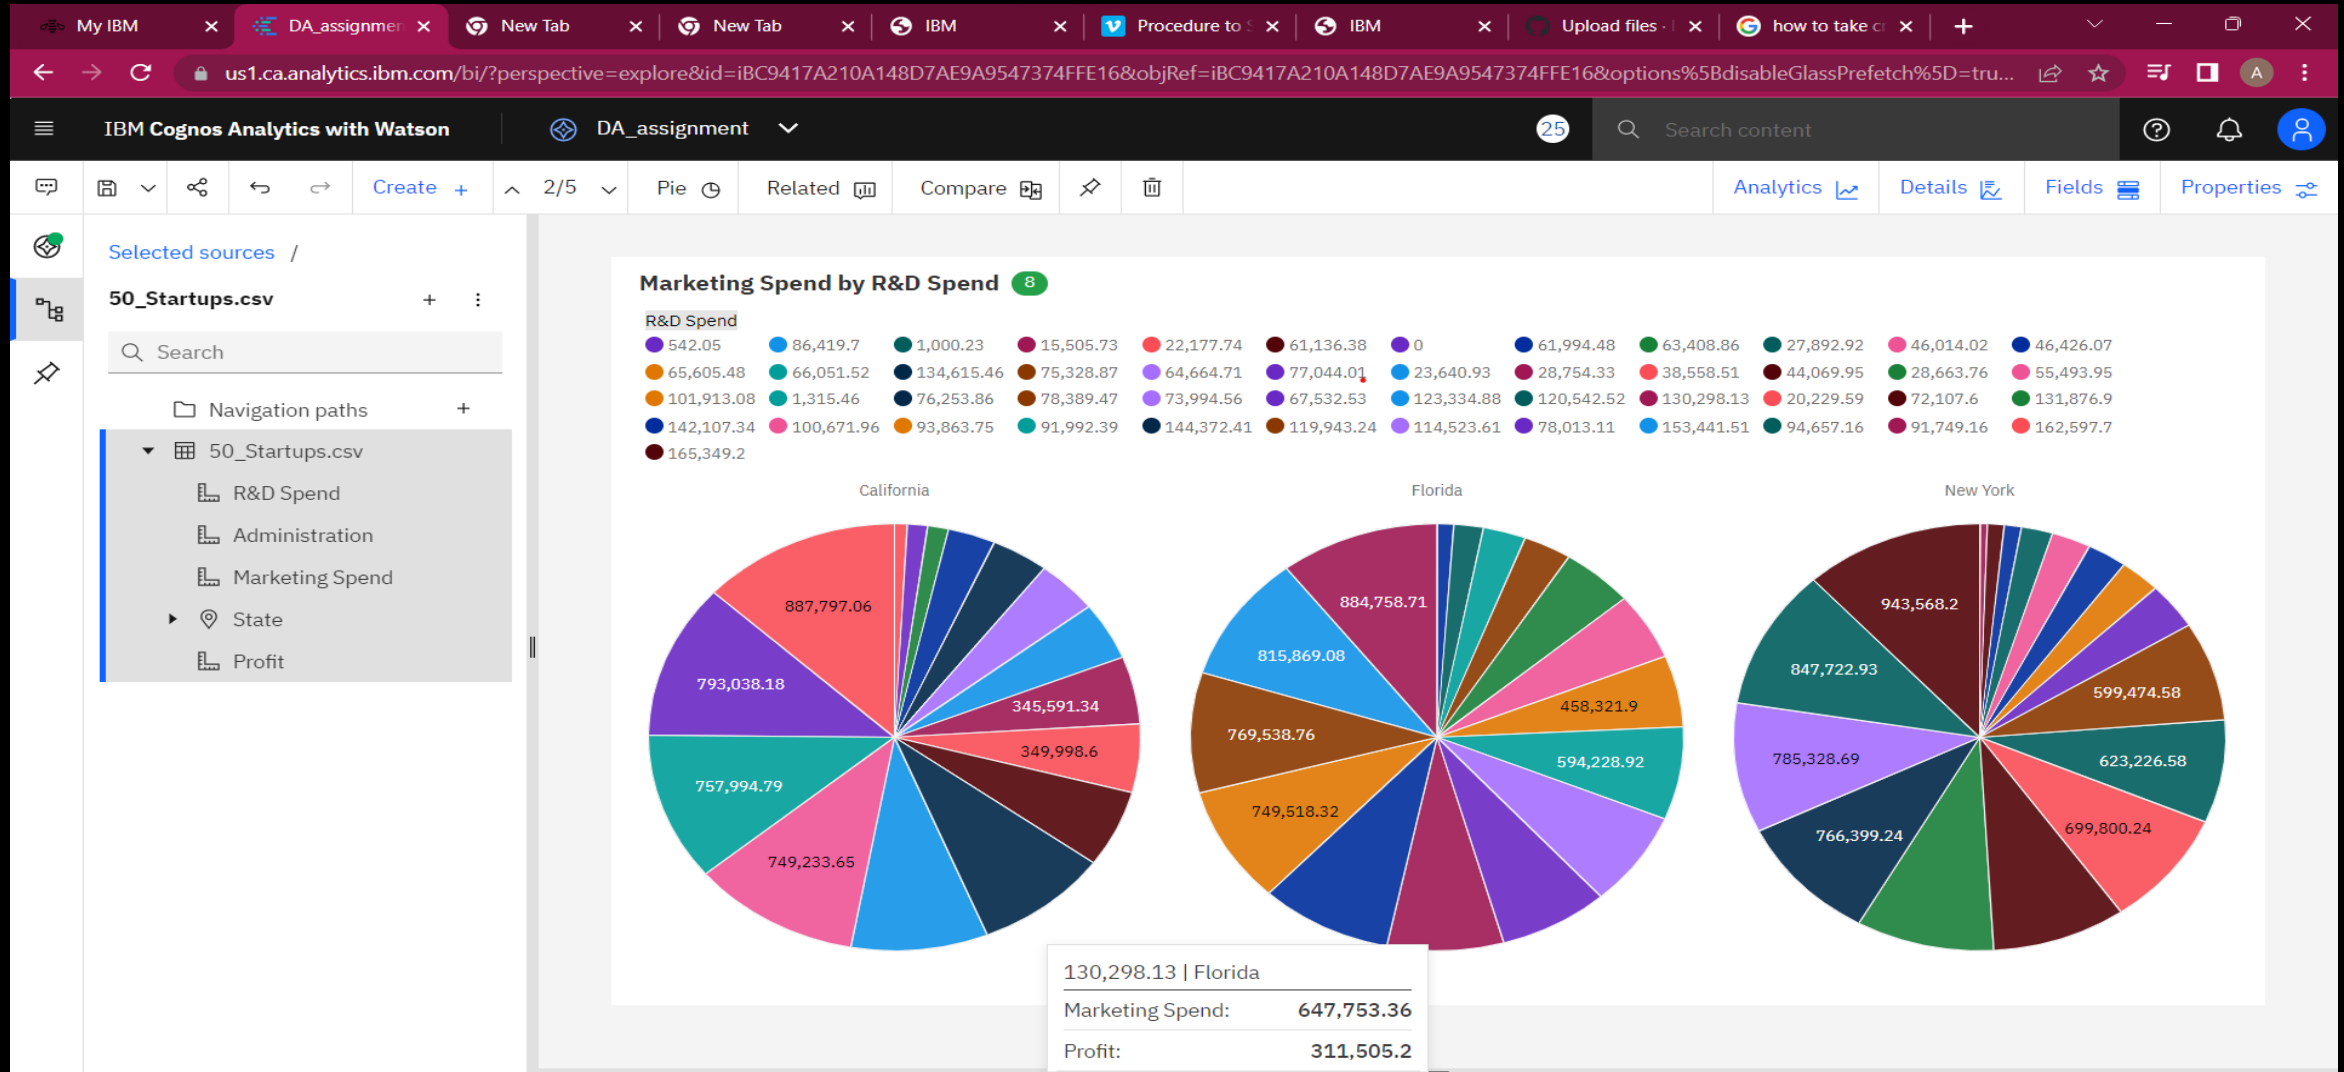 My IBM
DA_assignmen
New Tab
New Tab
IBM
Procedure to S
IBM
Upload files ·
how to take cr
us1.ca.analytics.ibm.com/bi/?perspective=explore&id=iBC9417A210A148D7AE9A9547374FFE16&objRef=iBC9417A210A148D7AE9A9547374FFE16&options%5BdisableGlassPrefetch%5D=tru...
A
IBM Cognos Analytics with Watson
DA_assignment
25
Search content
Create
2/5
Pie
Related
Compare
Analytics
Details
Fields
Properties
Selected sources /
50_Startups.csv
Search
Navigation paths
50_Startups.csv
R&D Spend
Administration
Marketing Spend
State
Profit
Marketing Spend by R&D Spend 8
R&D Spend
542.05 86,419.7 1,000.23 15,505.73 22,177.74 61,136.38 0 61,994.48 63,408.86 27,892.92 46,014.02 46,426.07
65,605.48 66,051.52 134,615.46 75,328.87 64,664.71 77,044.01 23,640.93 28,754.33 38,558.51 44,069.95 28,663.76 55,493.95
101,913.08 1,315.46 76,253.86 78,389.47 73,994.56 67,532.53 123,334.88 120,542.52 130,298.13 20,229.59 72,107.6 131,876.9
142,107.34 100,671.96 93,863.75 91,992.39 144,372.41 119,943.24 114,523.61 78,013.11 153,441.51 94,657.16 91,749.16 162,597.7
165,349.2
California
887,797.06
793,038.18
345,591.34
349,998.6
757,994.79
749,233.65
Florida
884,758.71
815,869.08
458,321.9
769,538.76
594,228.92
749,518.32
New York
943,568.2
847,722.93
599,474.58
785,328.69
623,226.58
699,800.24
766,399.24
130,298.13 | Florida
Marketing Spend: 647,753.36
Profit: 311,505.2